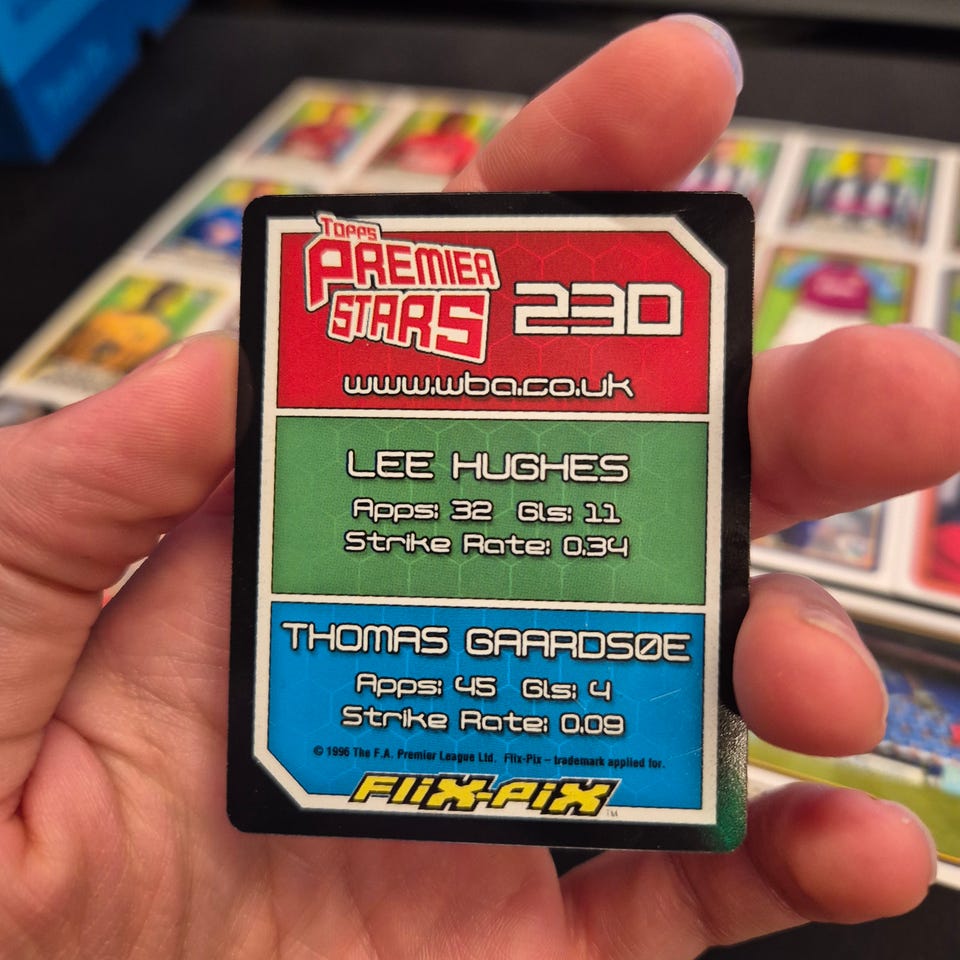 TOPPS
PREMIER
STARS
230
www.wba.co.uk
LEE HUGHES
Apps: 32 Gls: 11
Strike Rate: 0.34
THOMAS GAARDSØE
Apps: 45 Gls: 4
Strike Rate: 0.09
© 1996 The F.A. Premier League Ltd. Flix-Pix – trademark applied for.
FLiX-PiX TM